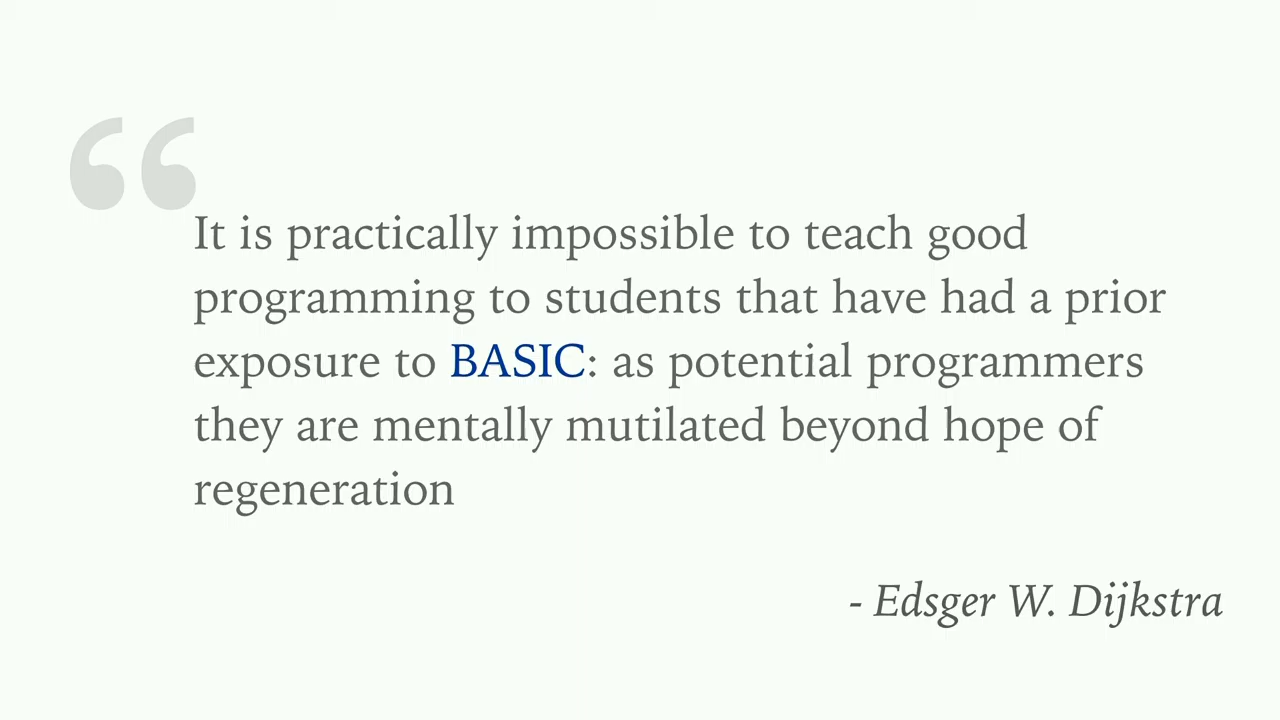 “
It is practically impossible to teach good
programming to students that have had a prior
exposure to BASIC: as potential programmers
they are mentally mutilated beyond hope of
regeneration
- Edsger W. Dijkstra